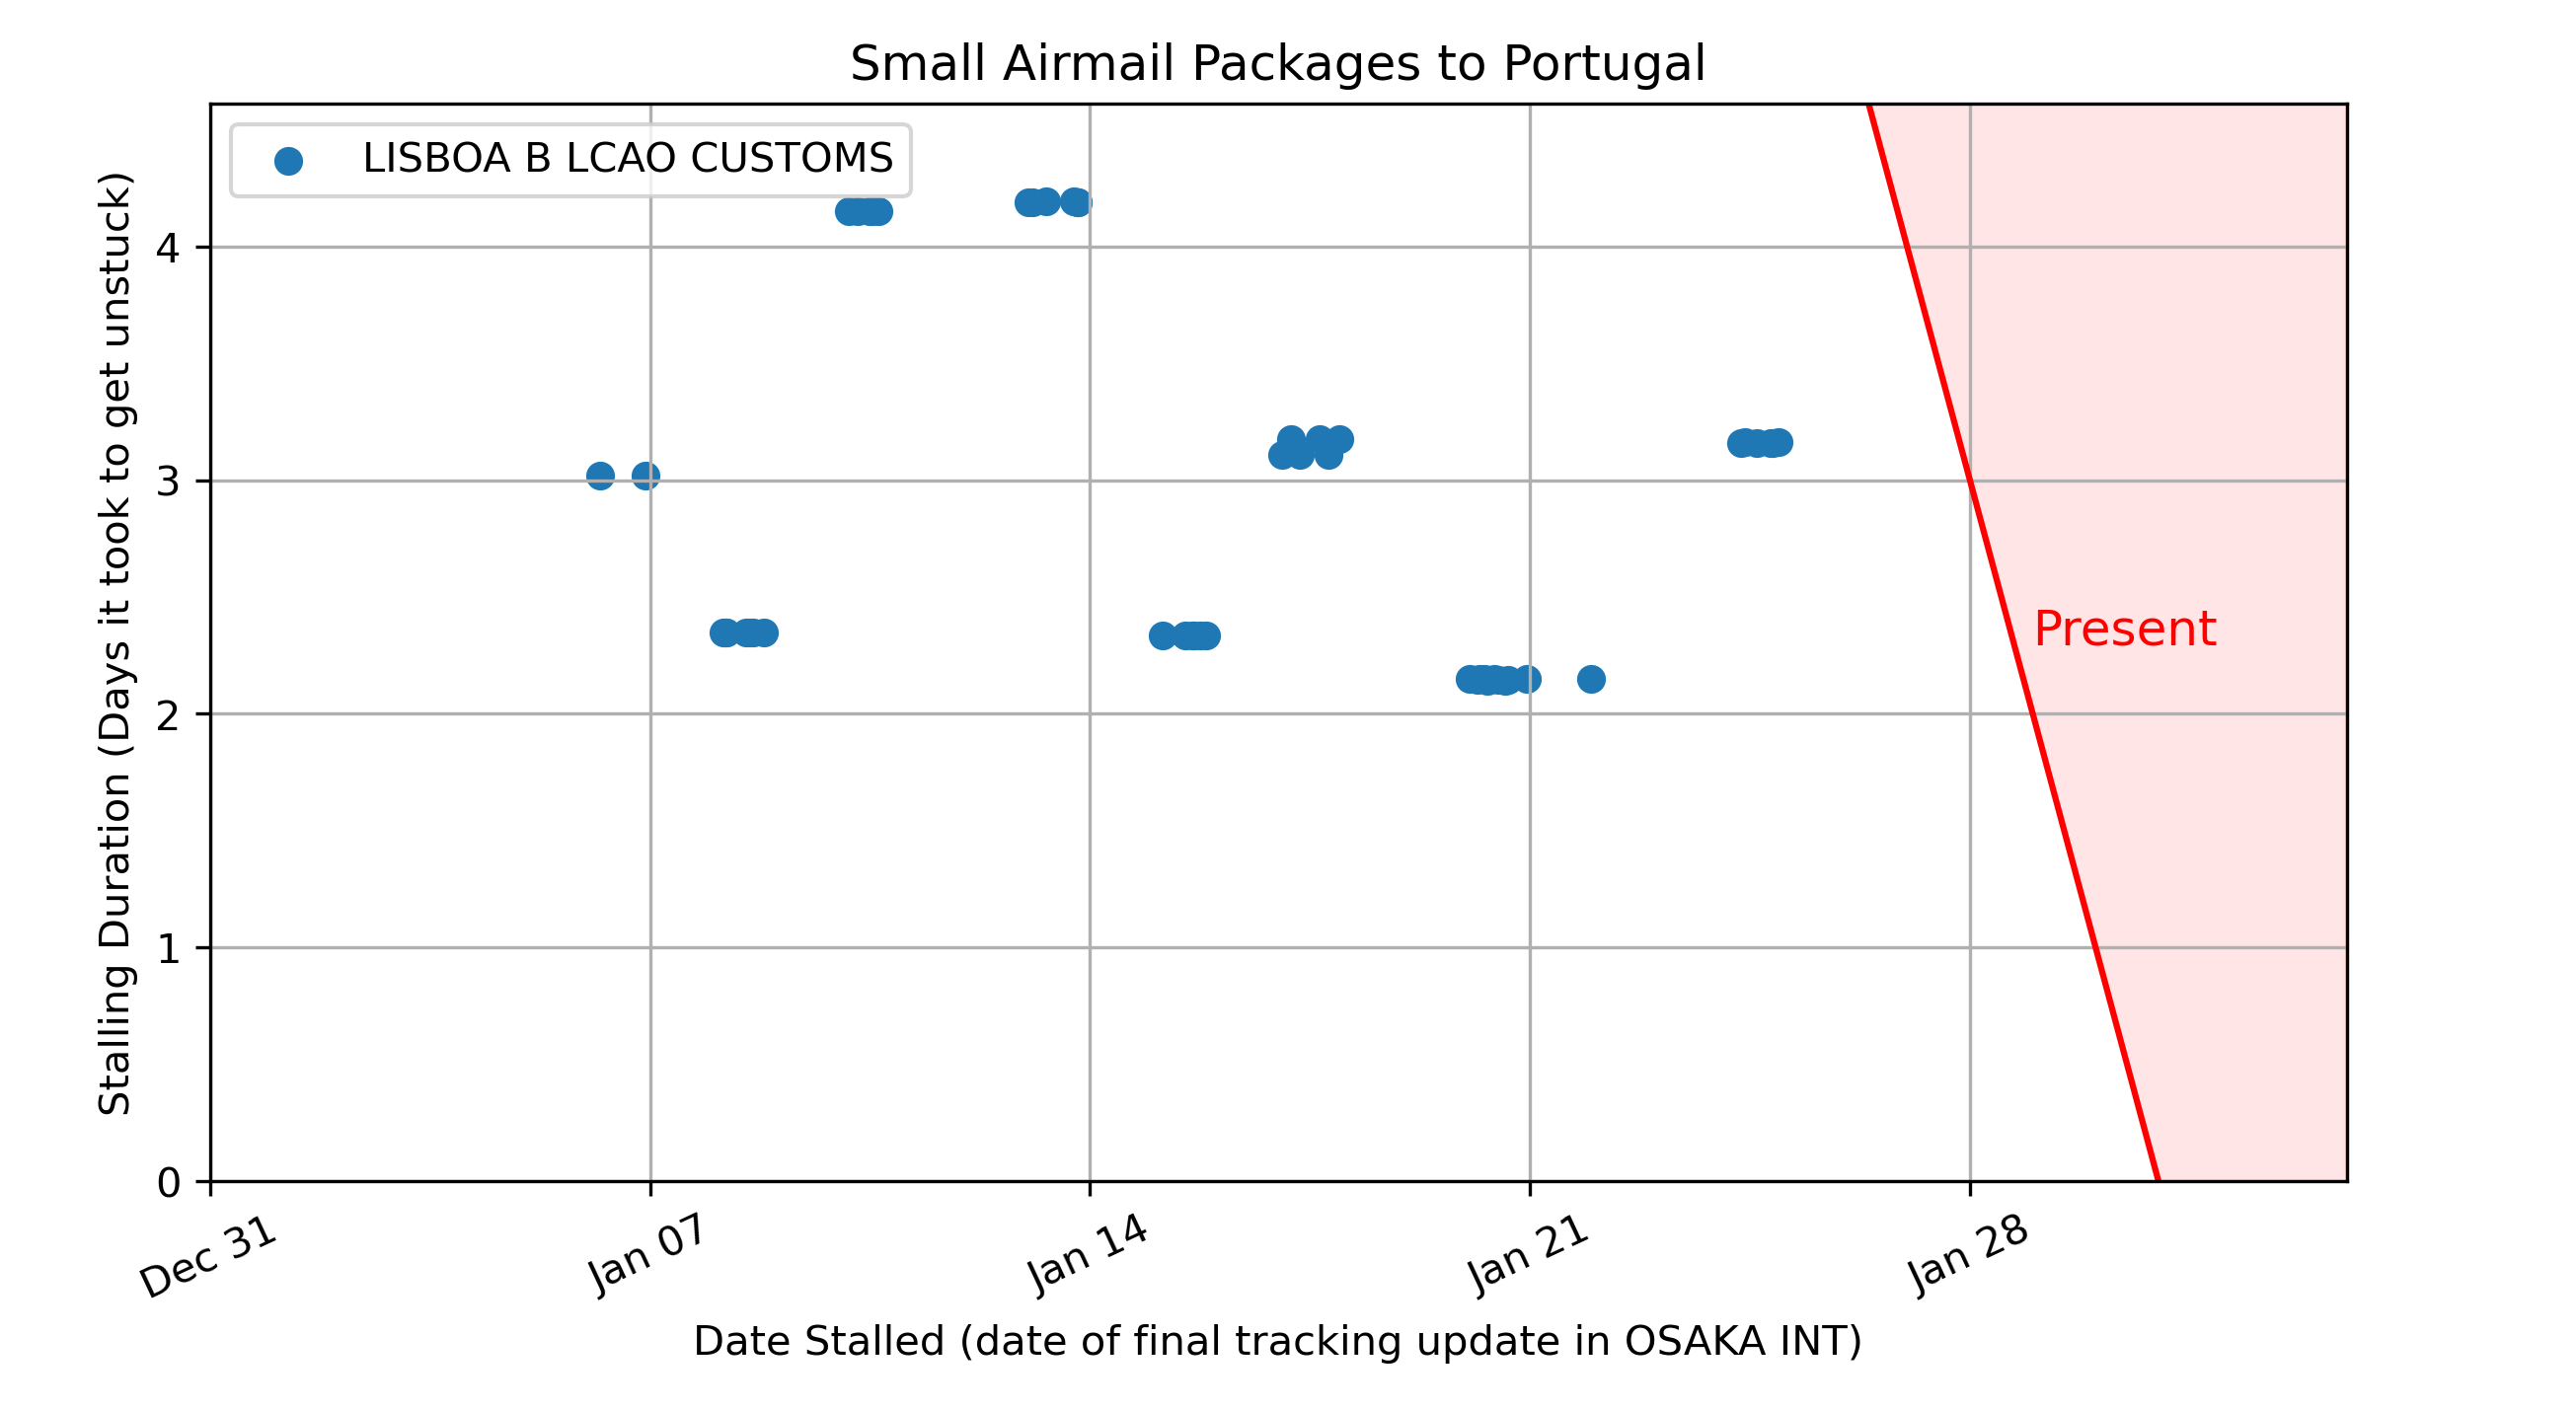 Small Airmail Packages to Portugal
LISBOA B LCAO CUSTOMS
Stalling Duration (Days it took to get unstuck)
4
3
2
1
0
Present
Dec 31
Jan 07
Jan 14
Jan 21
Jan 28
Date Stalled (date of final tracking update in OSAKA INT)